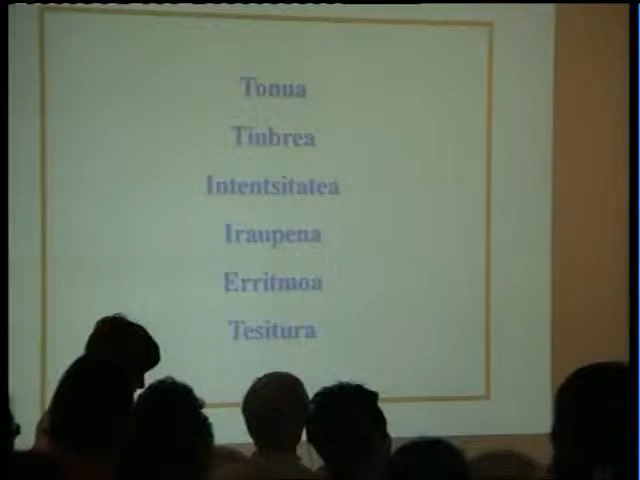 Tonua
Tinbrea
Intentsitatea
Iraupena
Erritmoa
Tesitura